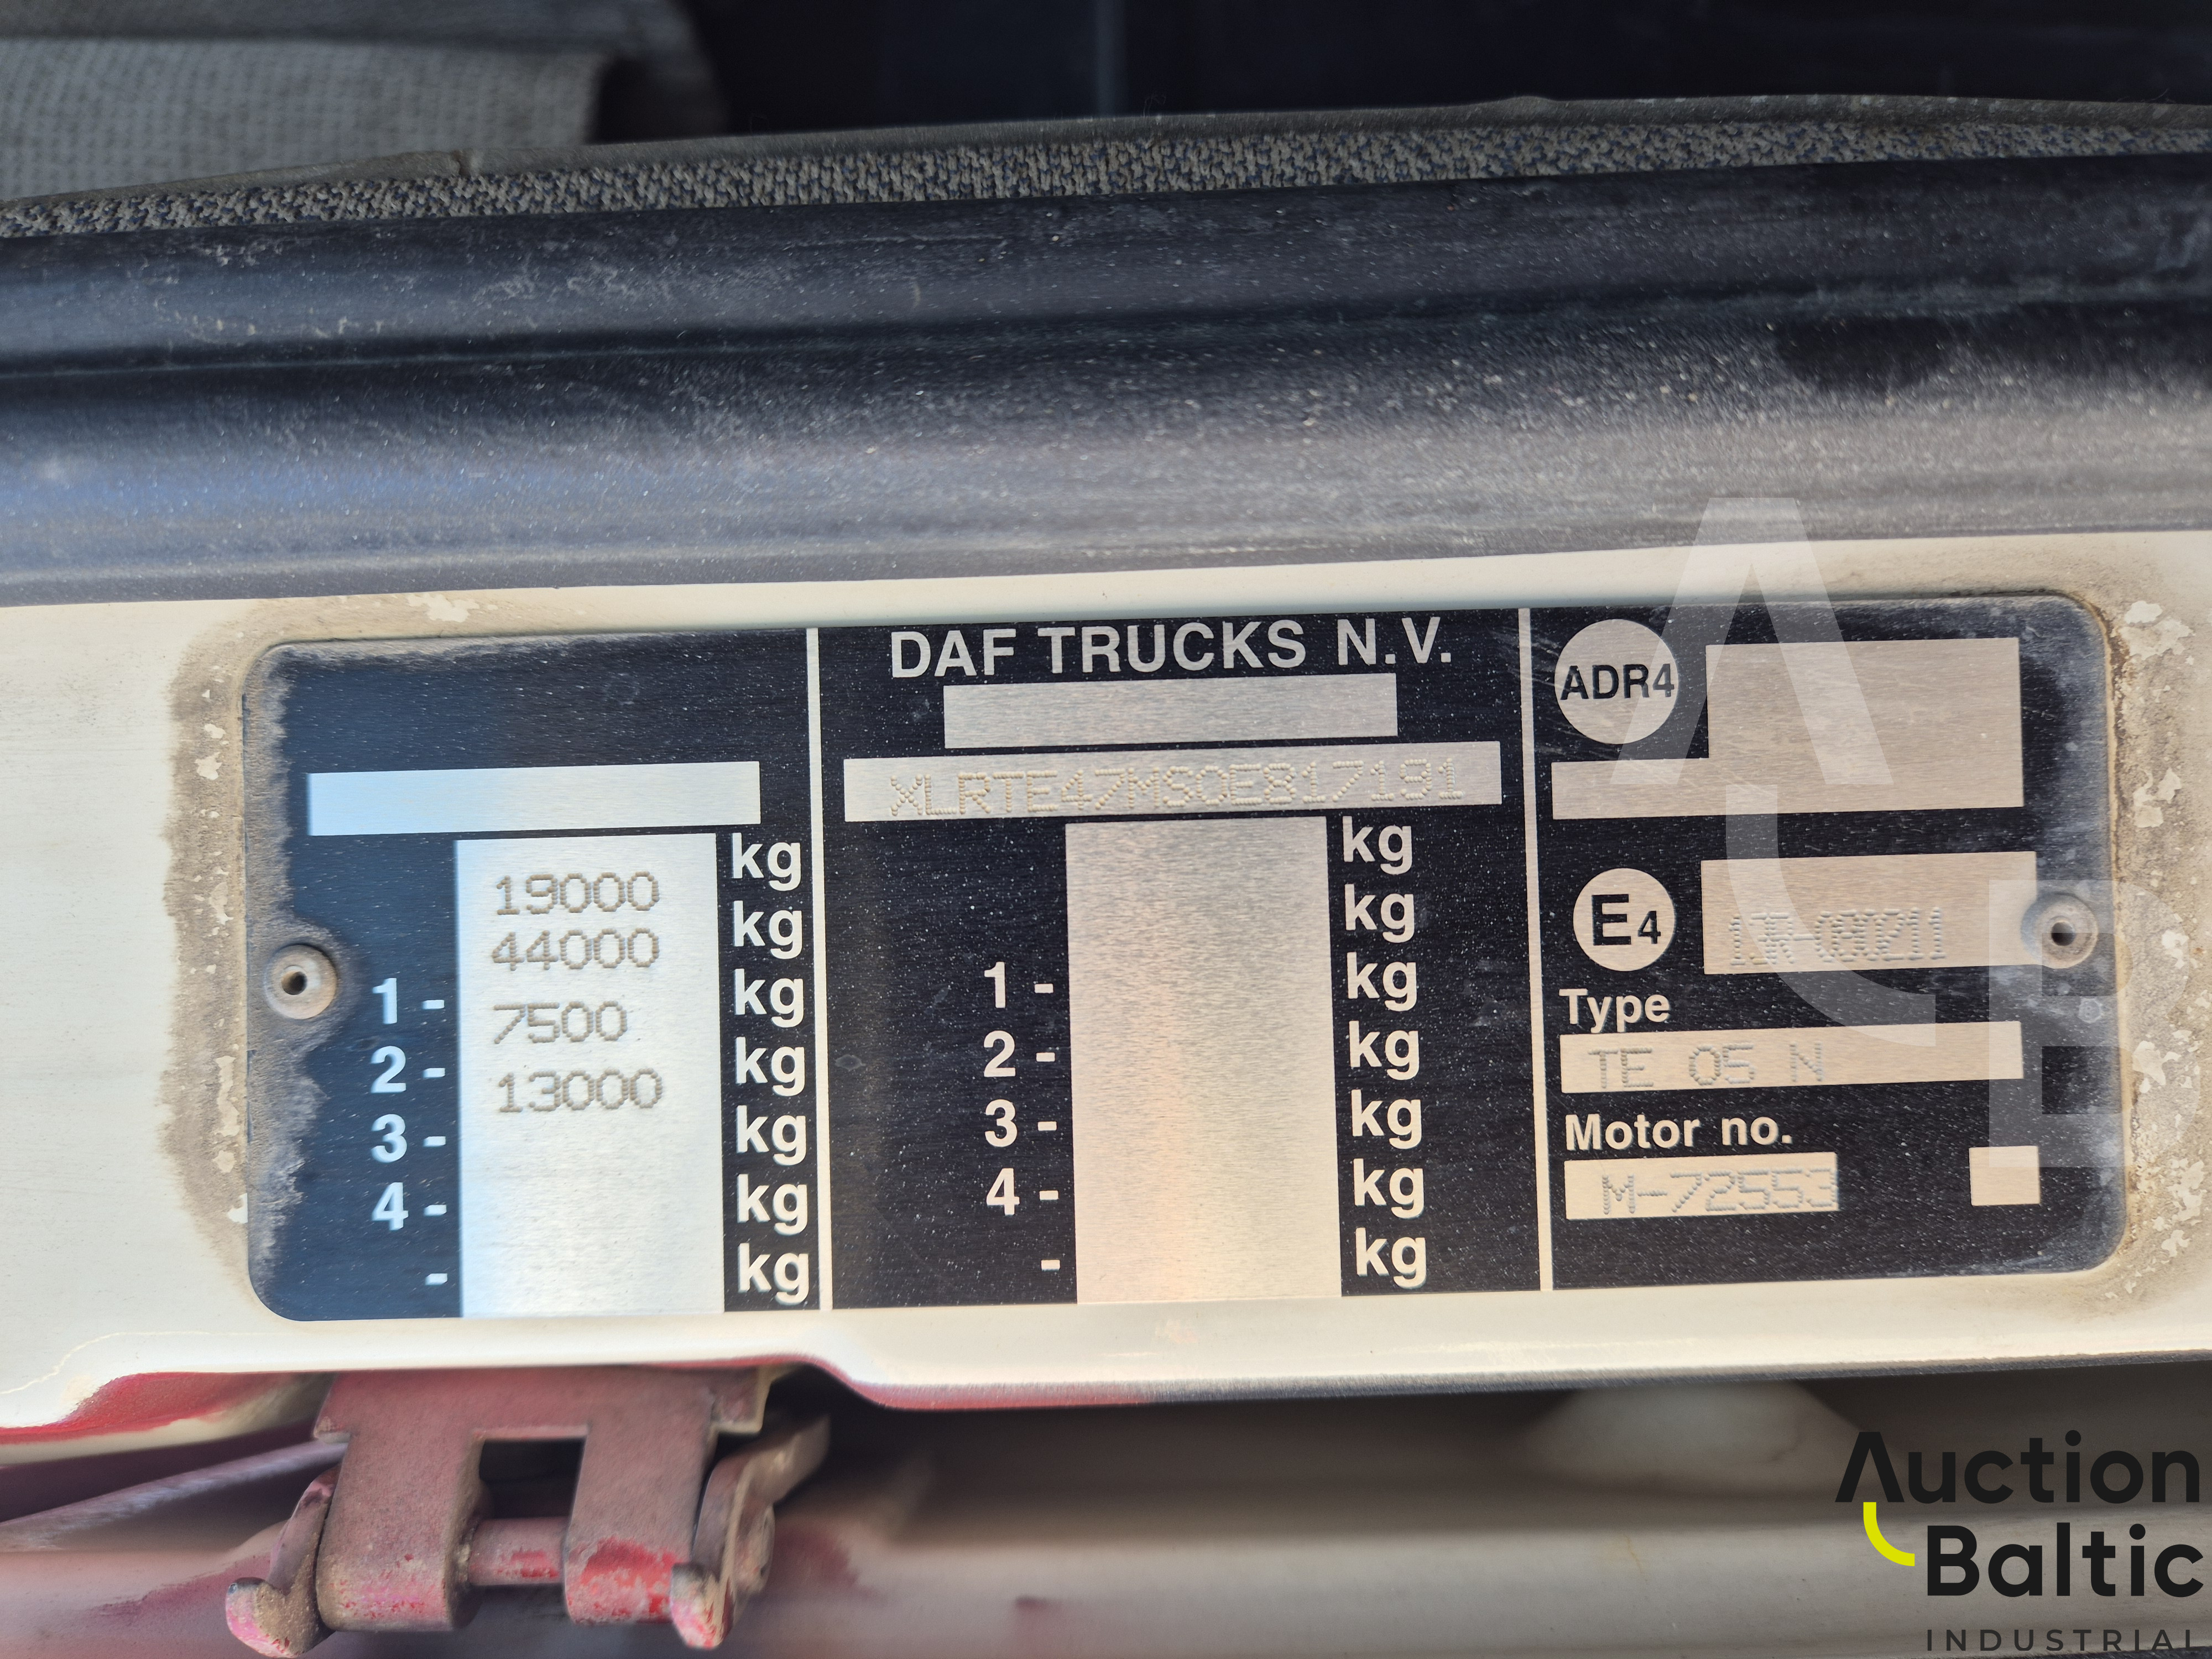 DAF TRUCKS N.V.
XLRTE47MS0E817191
kg
19000 kg
44000 kg
1 - 7500 kg
2 - 13000 kg
3 - kg
4 - kg
- kg
kg
kg
1 - kg
2 - kg
3 - kg
4 - kg
- kg
ADR4
E4
Type
TE 05 N
Motor no.
M-72553
Auction
Baltic
INDUSTRIAL